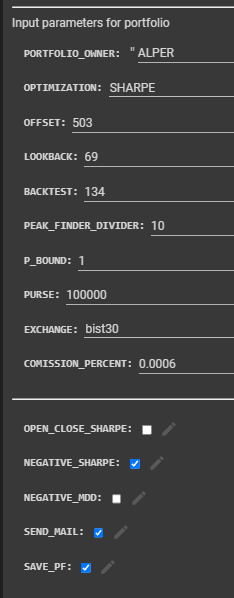 Input parameters for portfolio
PORTFOLIO_OWNER: " ALPER
OPTIMIZATION: SHARPE
OFFSET: 503
LOOKBACK: 69
BACKTEST: 134
PEAK_FINDER_DIVIDER: 10
P_BOUND: 1
PURSE: 100000
EXCHANGE: bist30
COMISSION_PERCENT: 0.0006
OPEN_CLOSE_SHARPE:
NEGATIVE_SHARPE:
NEGATIVE_MDD:
SEND_MAIL:
SAVE_PF: